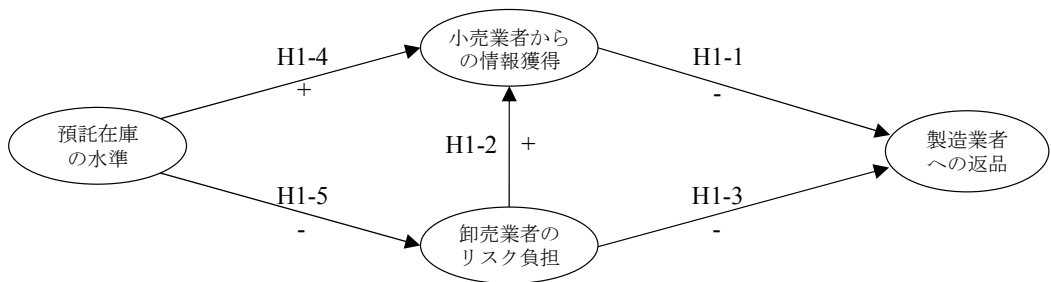 小売業者から
の情報獲得
H1-4
+
H1-1
-
預託在庫
の水準
H1-2
+
製造業者
への返品
H1-5
-
H1-3
-
卸売業者の
リスク負担